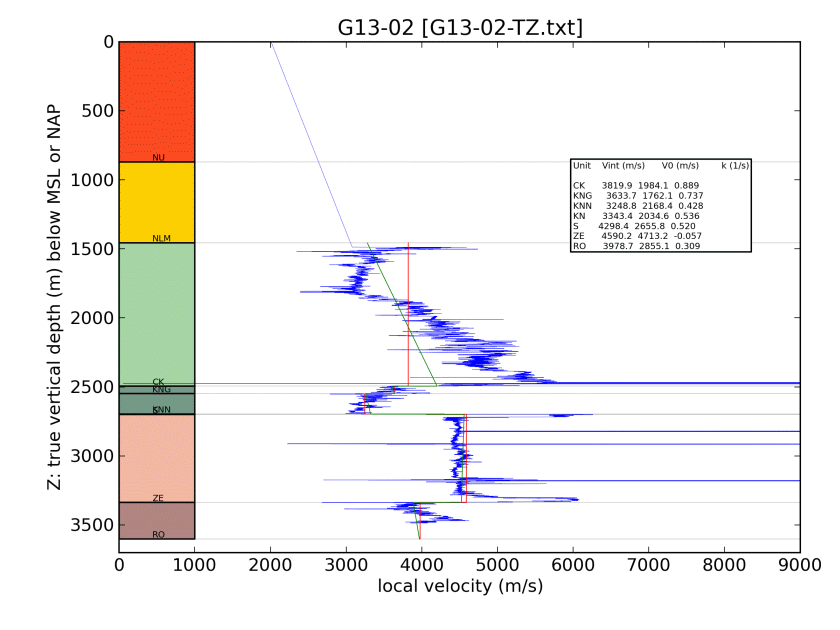 G13-02 [G13-02-TZ.txt]
0
500
1000
1500
2000
2500
3000
3500
Z: true vertical depth (m) below MSL or NAP
NU
NLM
CK
KNG
KNN
ZE
RO
Unit Vint (m/s) V0 (m/s) k (1/s)
CK 3819.9 1984.1 0.889
KNG 3633.7 1762.1 0.737
KNN 3248.8 2168.4 0.428
KN 3343.4 2034.6 0.536
S 4298.4 2655.8 0.520
ZE 4590.2 4713.2 -0.057
RO 3978.7 2855.1 0.309
0 1000 2000 3000 4000 5000 6000 7000 8000 9000
local velocity (m/s)